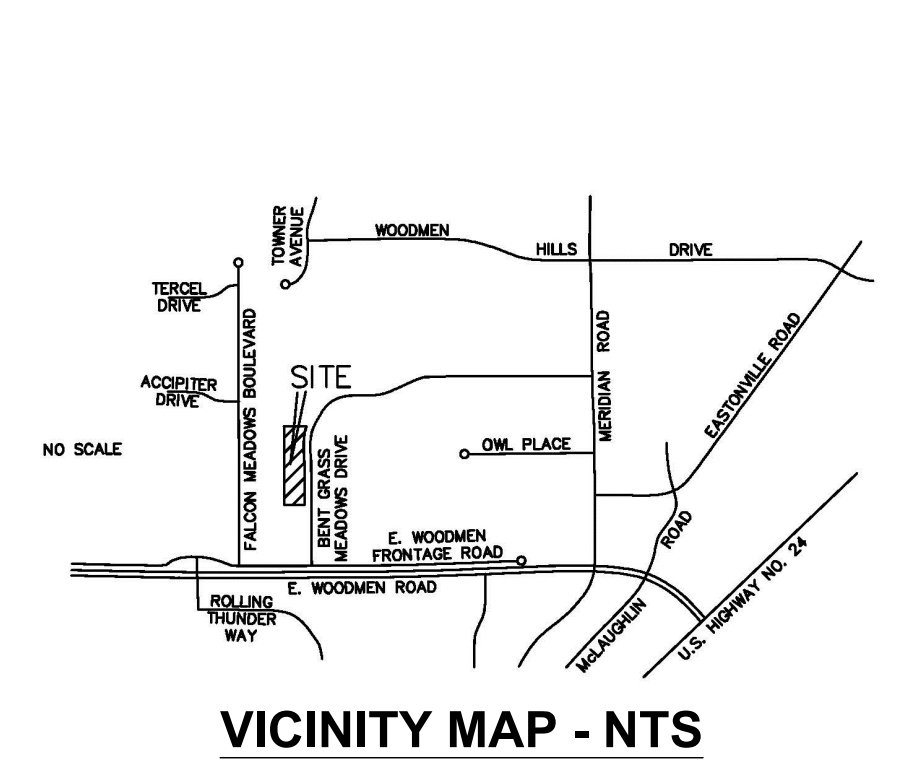 TOWNER
AVENUE
WOODMEN
HILLS
DRIVE
TERCEL
DRIVE
FALCON MEADOWS BOULEVARD
SITE
MERIDIAN
ROAD
EASTONVILLE ROAD
ACCIPITER
DRIVE
NO SCALE
BENT GRASS
MEADOWS DRIVE
OWL PLACE
E. WOODMEN
FRONTAGE ROAD
E. WOODMEN ROAD
ROLLING
THUNDER
WAY
McLAUGHLIN
ROAD
U.S. HIGHWAY NO. 24
VICINITY MAP - NTS